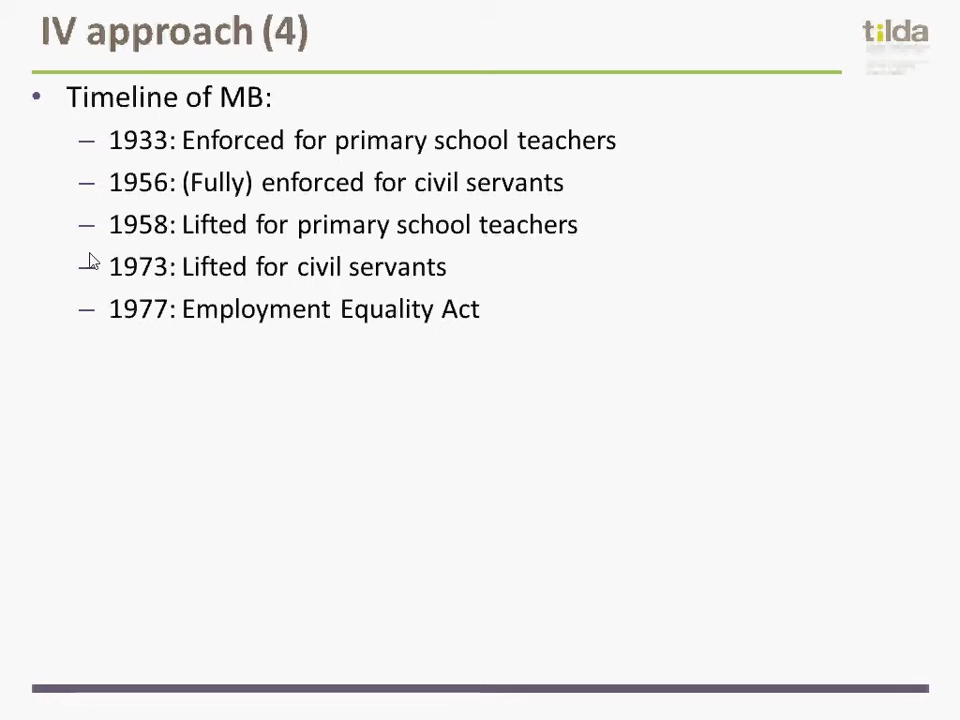 IV approach (4)
tilda
• Timeline of MB:
– 1933: Enforced for primary school teachers
– 1956: (Fully) enforced for civil servants
– 1958: Lifted for primary school teachers
– 1973: Lifted for civil servants
– 1977: Employment Equality Act